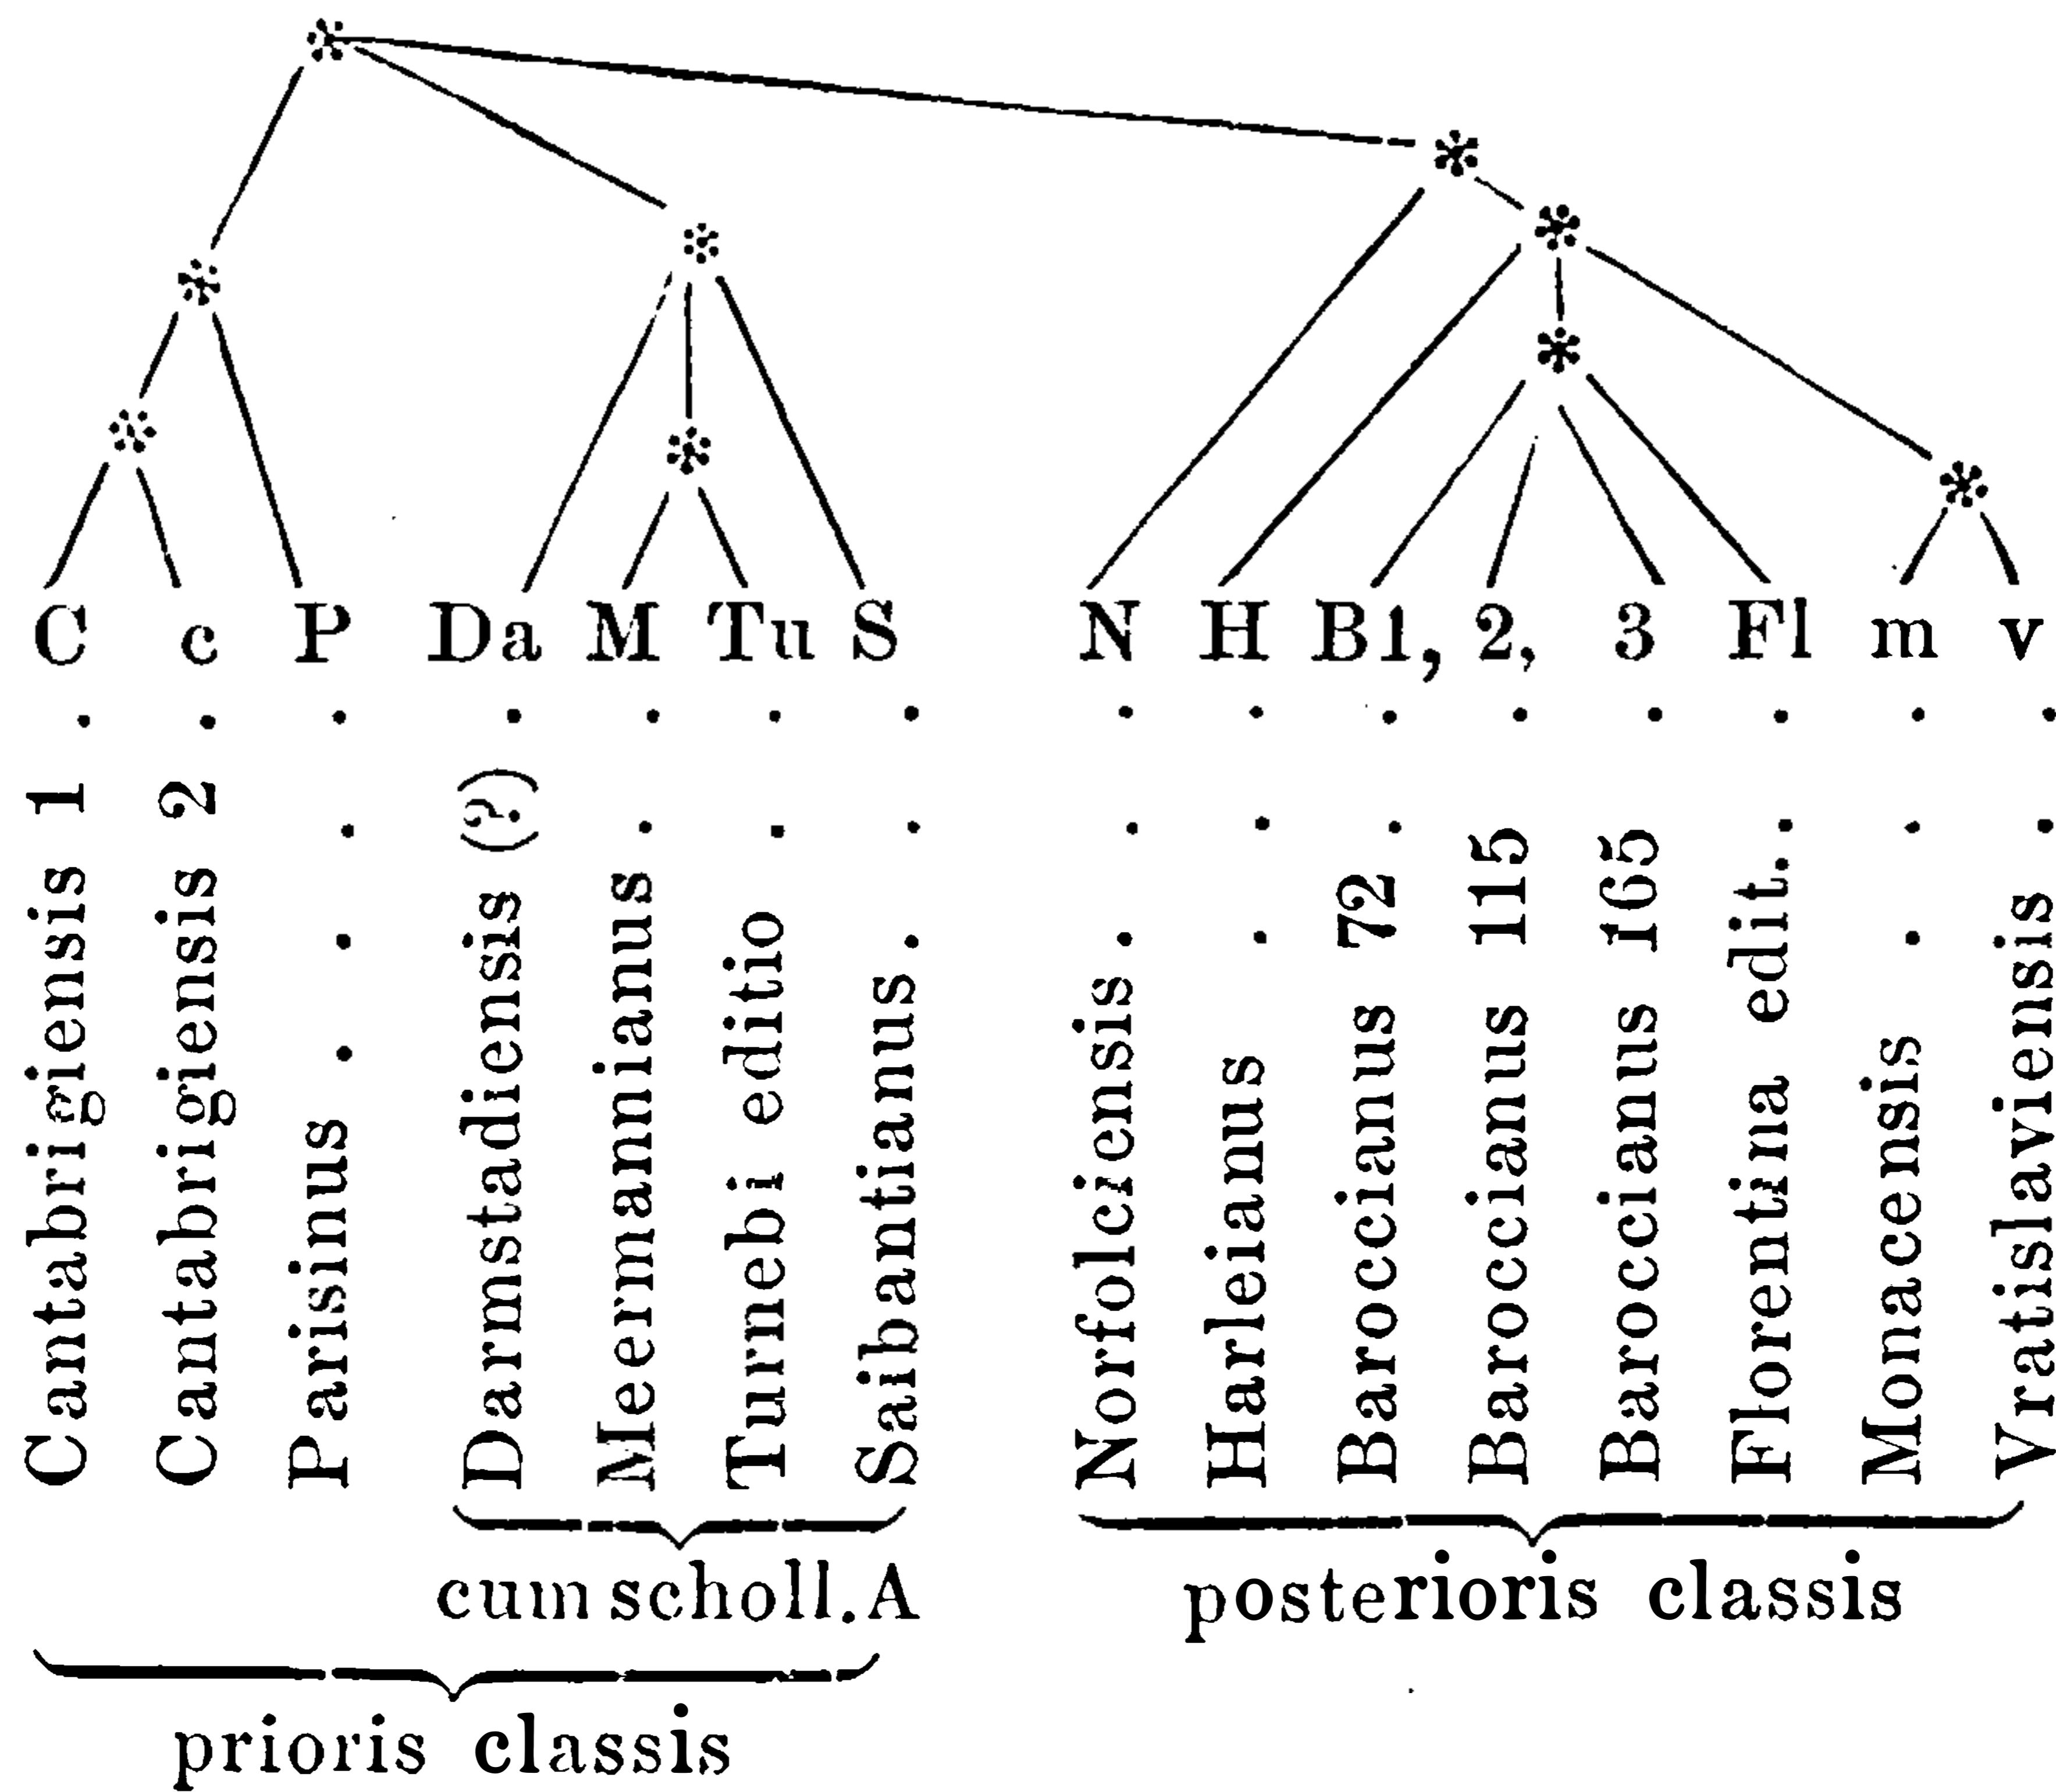 C c P Da M Tu S N H B1, 2, 3 Fl m v
Cantabrigiensis 1 .
Cautabrigiensis 2 .
Parisinus . . . .
Darmstadiensis (?) .
Meermannianus . .
Turnebi editio . .
Saibantianus . . .
Norfolciensis . . .
Harleianus . . .
Baroccianus 72 . .
Baroccianus 115 .
Baroccianus 165 .
Florentina edit. . .
Monacensis . . .
Vratislaviensis . .
cum scholl. A
posterioris classis
prioris classis